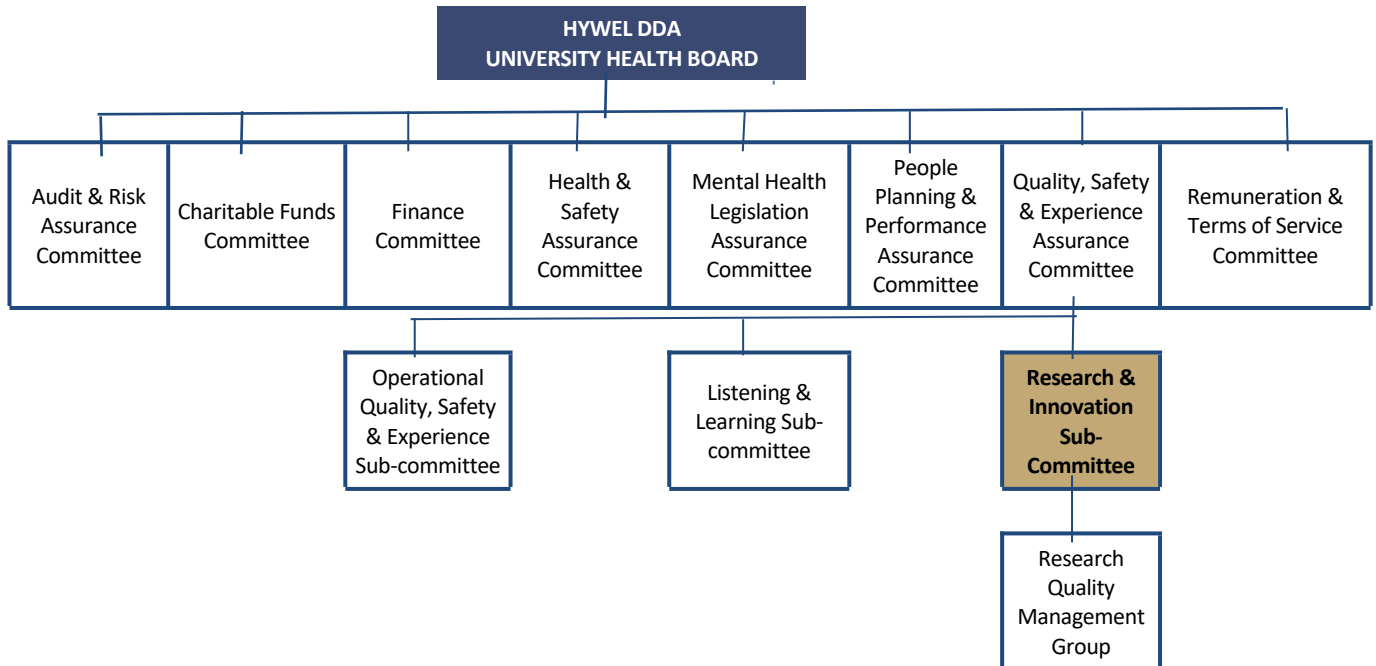 HYWEL DDA
UNIVERSITY HEALTH BOARD
Audit & Risk
Assurance
Committee
Charitable Funds
Committee
Finance
Committee
Health &
Safety
Assurance
Committee
Mental Health
Legislation
Assurance
Committee
People
Planning &
Performance
Assurance
Committee
Quality, Safety
& Experience
Assurance
Committee
Remuneration &
Terms of Service
Committee
Operational
Quality, Safety
& Experience
Sub-committee
Listening &
Learning Sub-
committee
Research &
Innovation
Sub-
Committee
Research
Quality
Management
Group